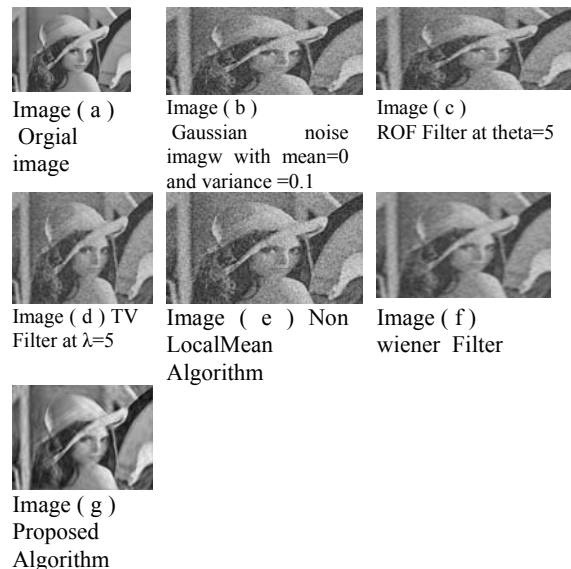 Image ( a )
Orgial
image
Image ( b )
Gaussian noise
imagw with mean=0
and variance =0.1
Image ( c )
ROF Filter at theta=5
Image ( d ) TV
Filter at λ=5
Image ( e ) Non
LocalMean
Algorithm
Image ( f )
wiener Filter
Image ( g )
Proposed
Algorithm